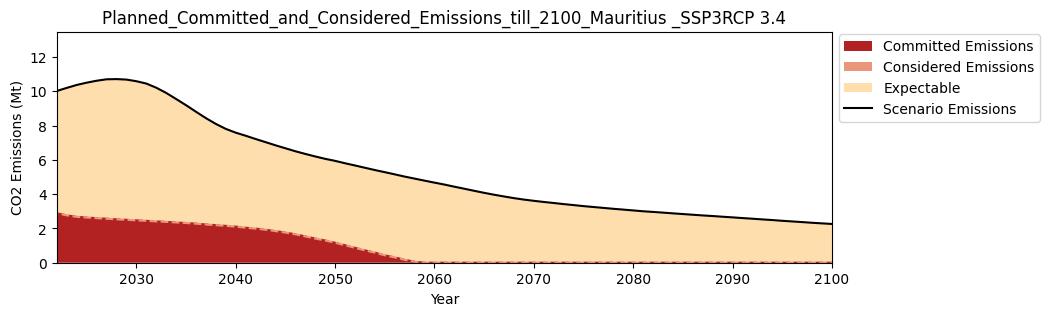 Planned_Committed_and_Considered_Emissions_till_2100_Mauritius _SSP3RCP 3.4
CO2 Emissions (Mt)
12
10
8
6
4
2
0
2030 2040 2050 2060 2070 2080 2090 2100
Year
Committed Emissions
Considered Emissions
Expectable
Scenario Emissions